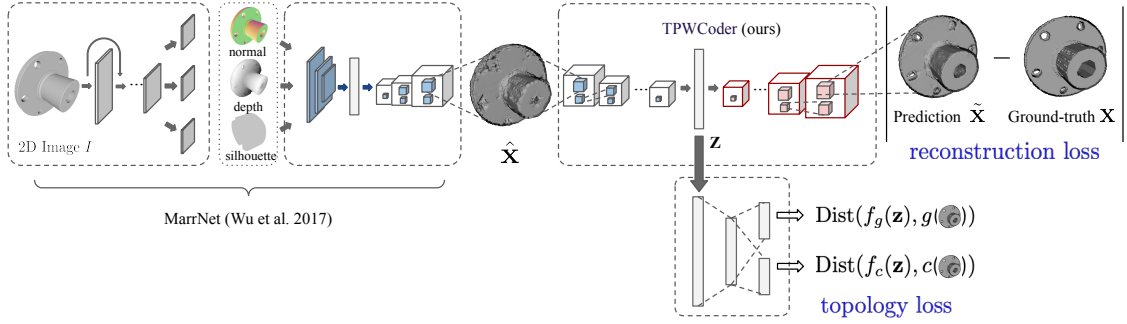 2D Image I
normal
depth
silhouette
MarrNet (Wu et al. 2017)
X̂
TPWCoder (ours)
z
Prediction X̃ Ground-truth X
reconstruction loss
Dist(f_g(z), g( ))
Dist(f_c(z), c( ))
topology loss